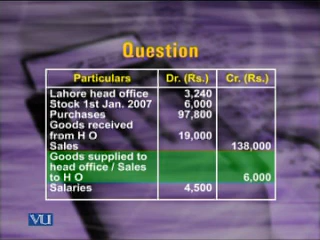 Question
Particulars Dr. (Rs.) Cr. (Rs.)
Lahore head office 3,240
Stock 1st Jan. 2007 6,000
Purchases 97,800
Goods received
from H O 19,000
Sales 138,000
Goods supplied to
head office / Sales
to H O 6,000
Salaries 4,500
VU